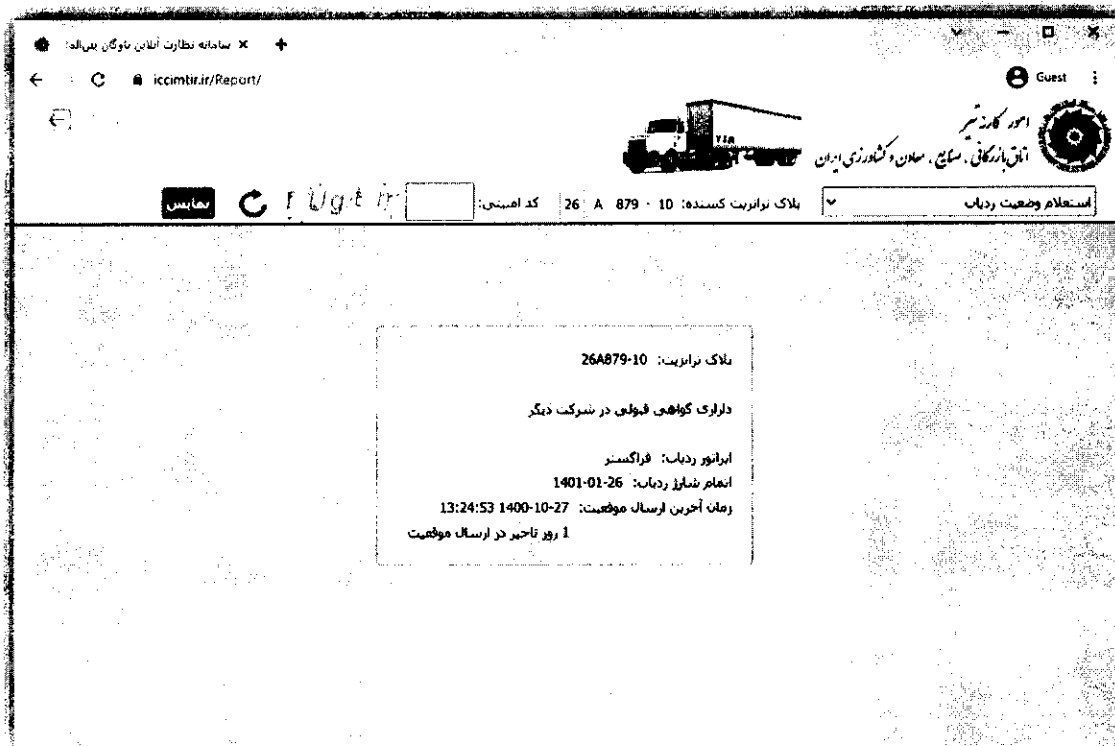 سامانه نظارت آنلاین ناوگان بین‌الم
iccimtir.ir/Report/
Guest
امور کارنه تیر
اتاق بازرگانی ، صنایع ، معادن و کشاورزی ایران
استعلام وضعیت ردیاب
پلاک ترانزیت کشنده: 26 A 879 - 10
کد امنیتی:
نمایش
پلاک ترانزیت: 26A879-10
دارای گواهی قبولی در شرکت دیگر
اپراتور ردیاب: فراگستر
اتمام شارژ ردیاب: 1401-01-26
زمان آخرین ارسال موقعیت: 1400-10-27 13:24:53
1 روز تاخیر در ارسال موقعیت